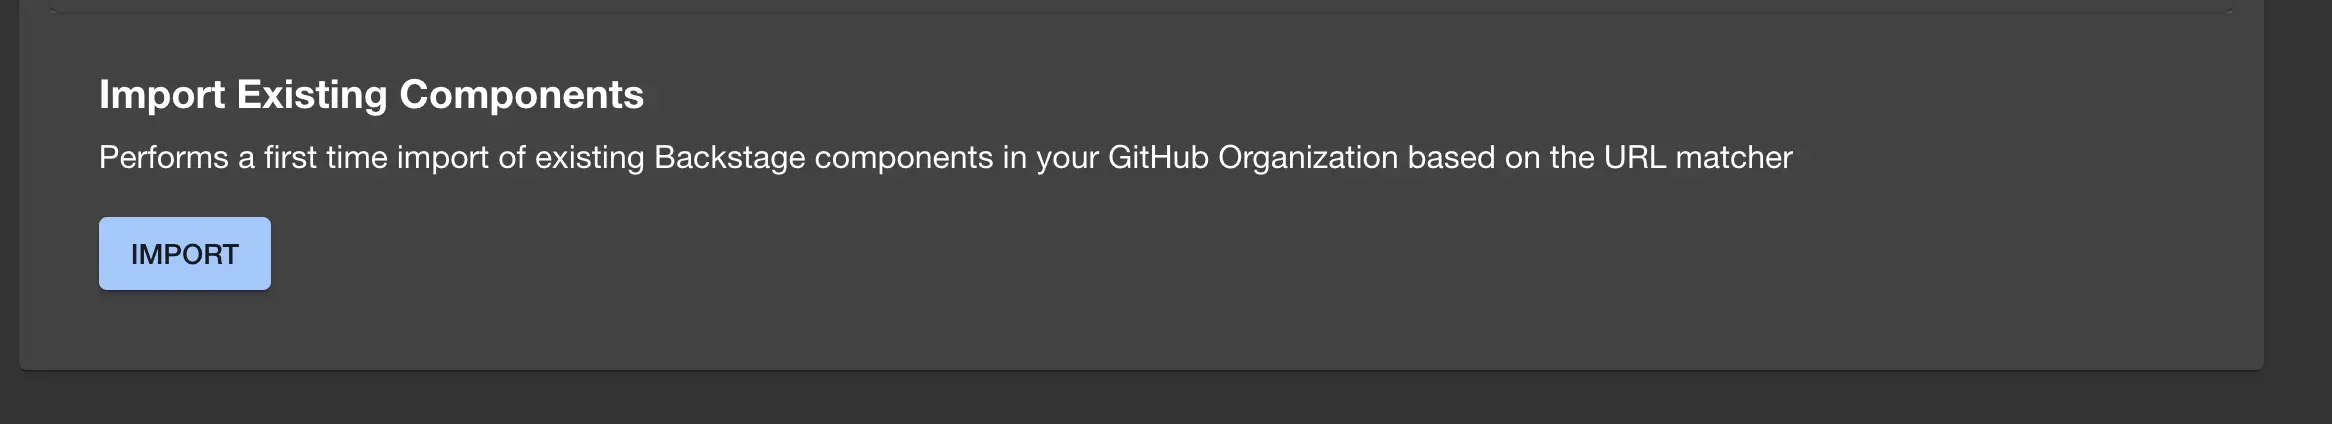 Import Existing Components
Performs a first time import of existing Backstage components in your GitHub Organization based on the URL matcher
IMPORT